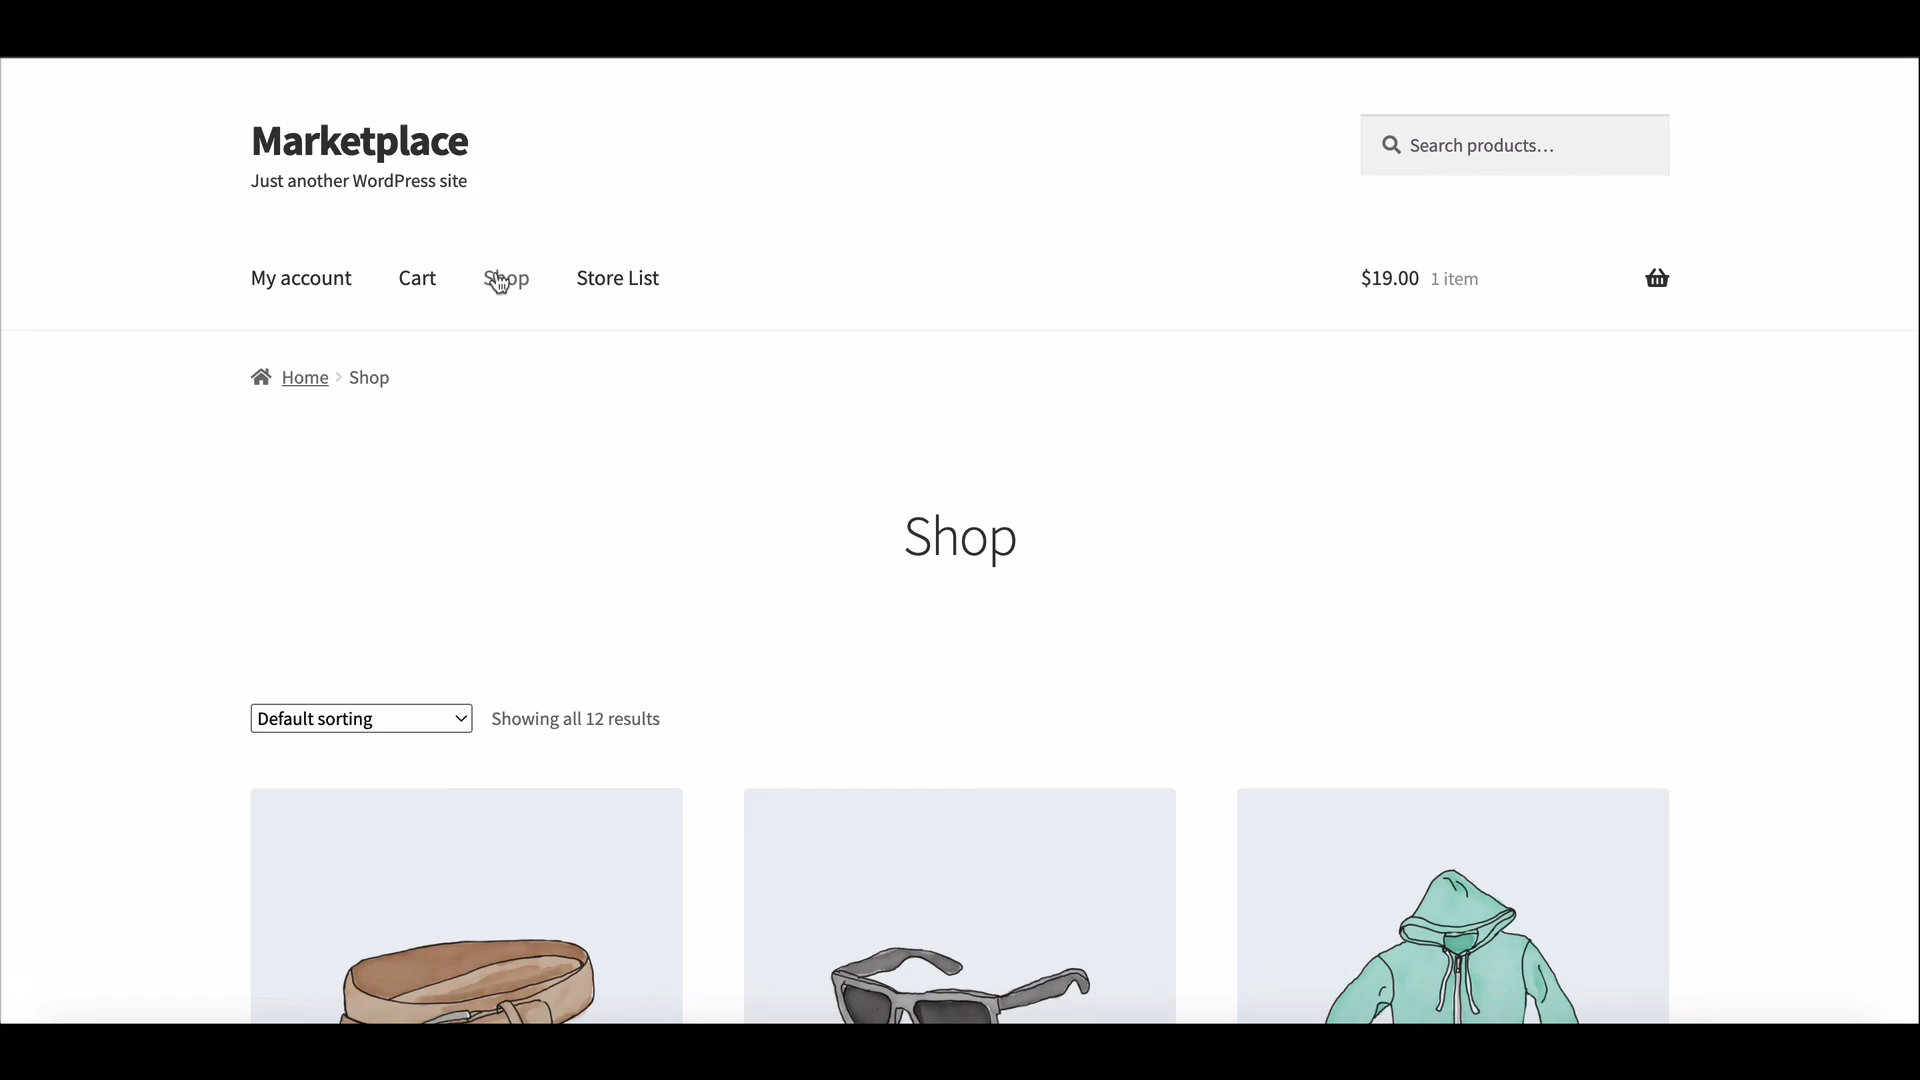 Marketplace
Just another WordPress site
Search products…
My account
Cart
Shop
Store List
$19.00 1 item
Home › Shop
Shop
Default sorting
Showing all 12 results